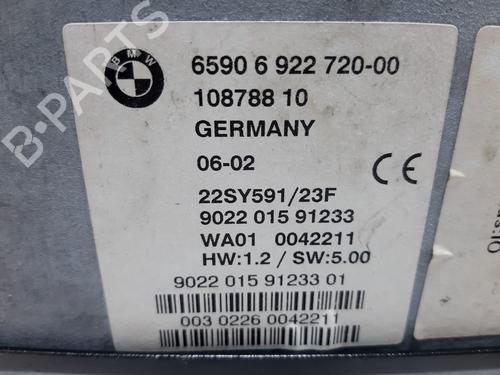 BMW
6590 6 922 720-00
108788 10
GERMANY
06-02
CE
22SY591/23F
9022 015 91233
WA01 0042211
HW:1.2 / SW:5.00
9022 015 91233 01
003 0226 0042211
B-PARTS